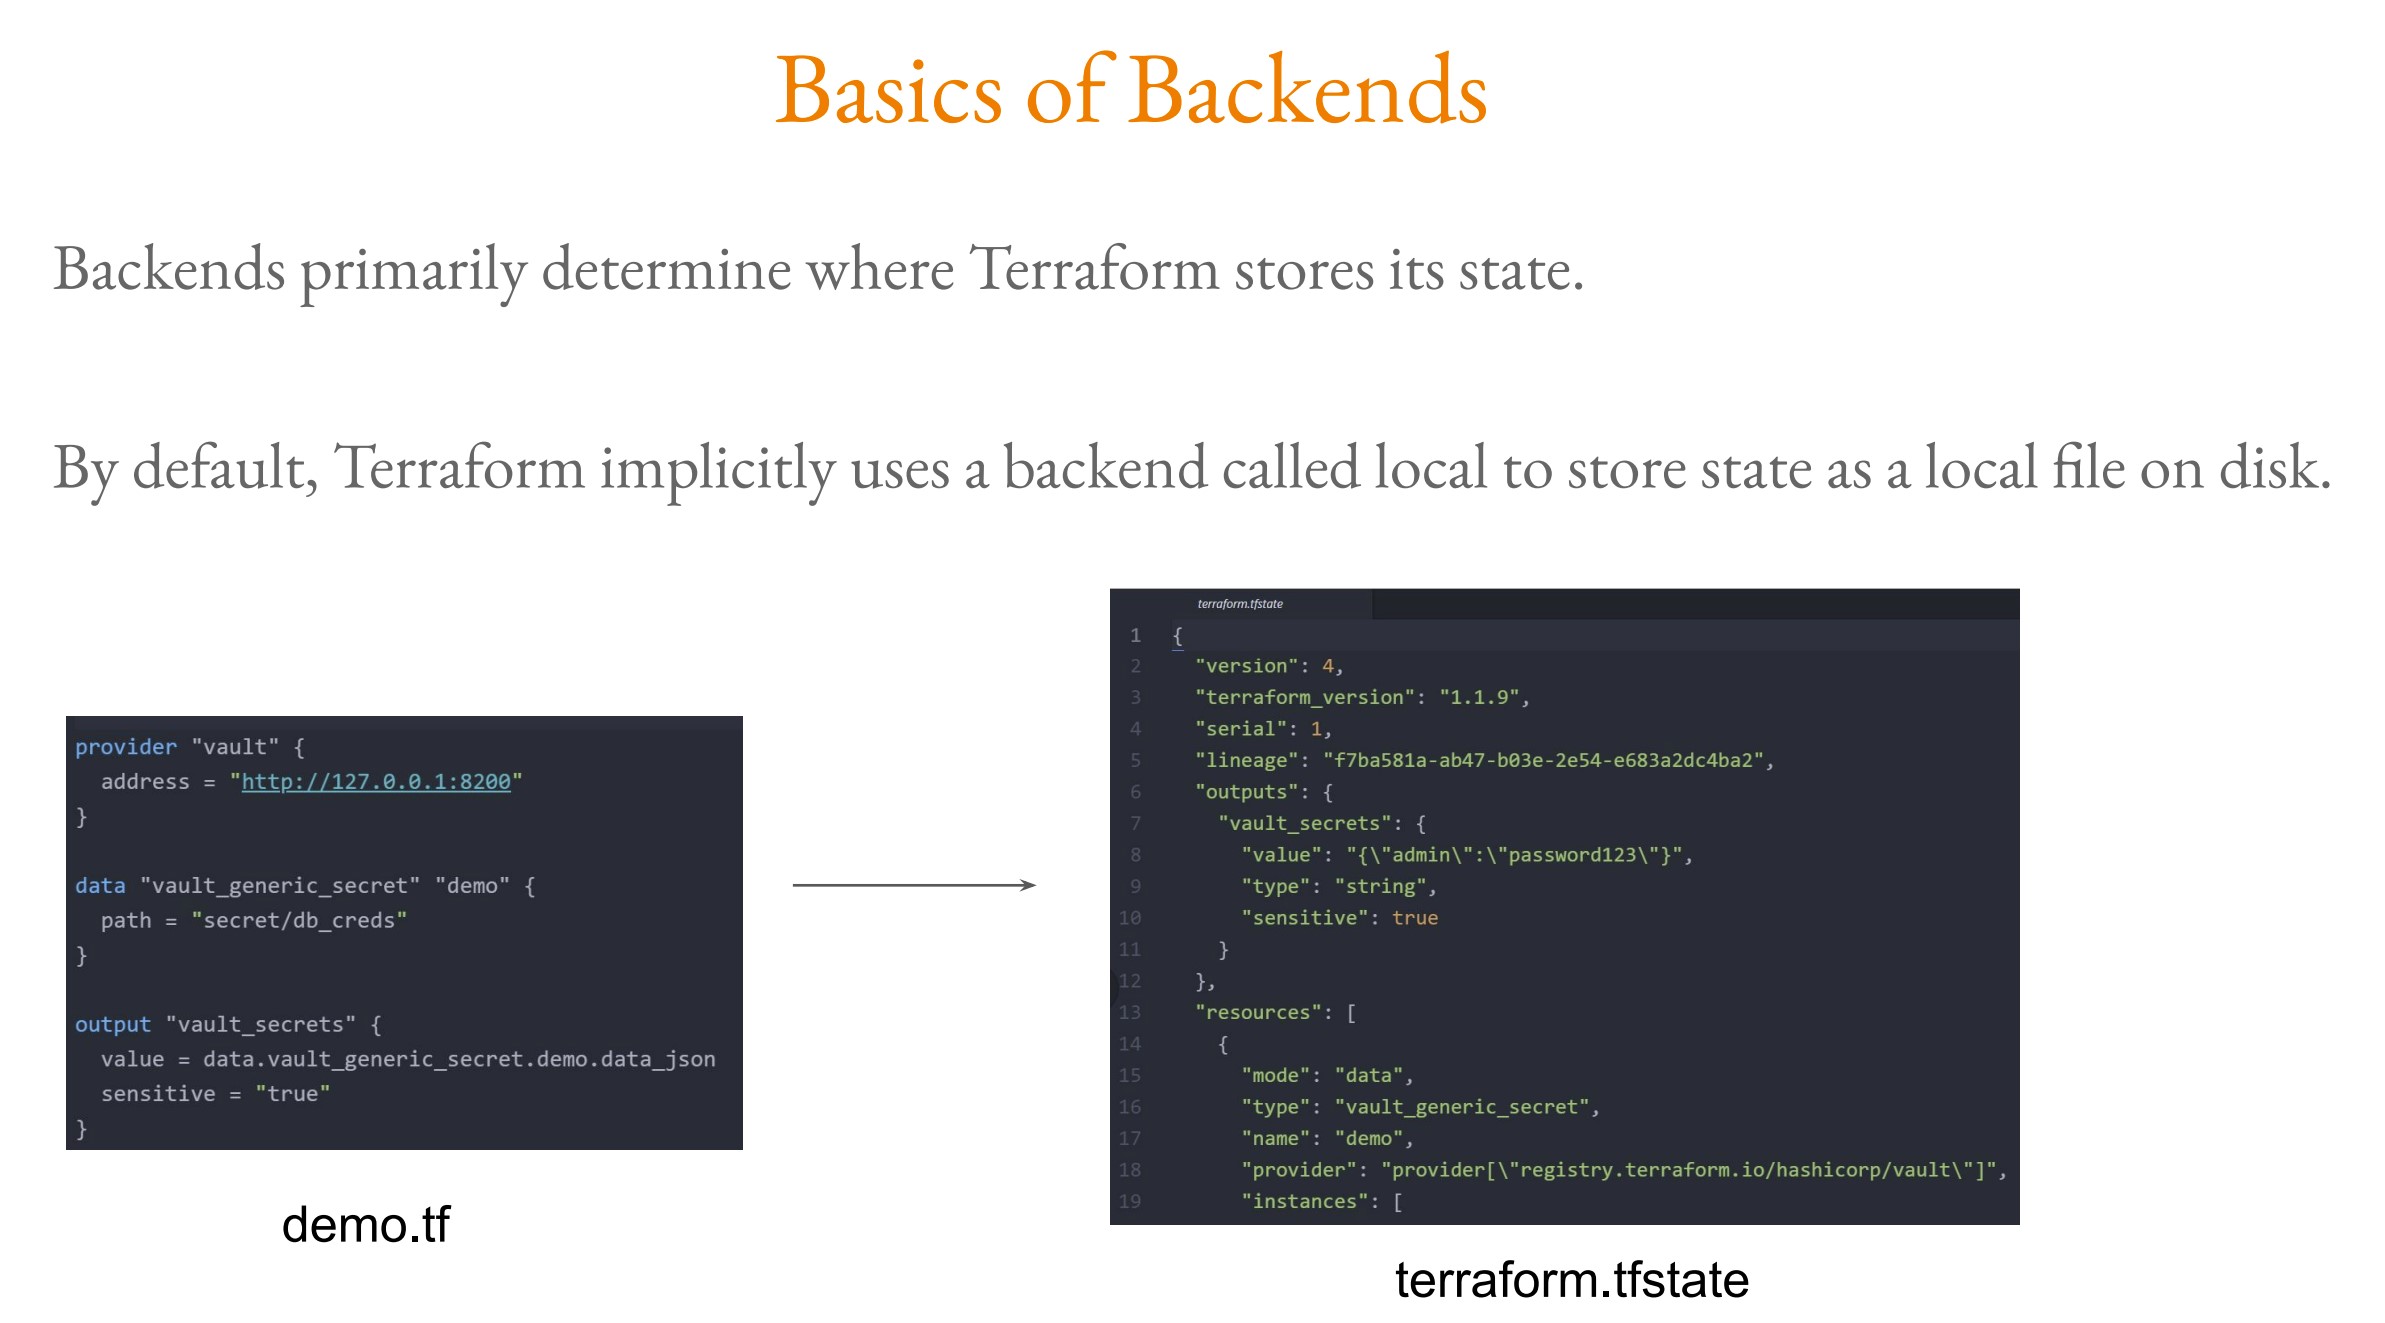 Basics of Backends
Backends primarily determine where Terraform stores its state.
By default, Terraform implicitly uses a backend called local to store state as a local file on disk.
provider "vault" {
  address = "http://127.0.0.1:8200"
}
data "vault_generic_secret" "demo" {
  path = "secret/db_creds"
}
output "vault_secrets" {
  value = data.vault_generic_secret.demo.data_json
  sensitive = "true"
}
demo.tf
terraform.tfstate
1 {
2   "version": 4,
3   "terraform_version": "1.1.9",
4   "serial": 1,
5   "lineage": "f7ba581a-ab47-b03e-2e54-e683a2dc4ba2",
6   "outputs": {
7     "vault_secrets": {
8       "value": "{\"admin\":\"password123\"}",
9       "type": "string",
10       "sensitive": true
11     }
12   },
13   "resources": [
14     {
15       "mode": "data",
16       "type": "vault_generic_secret",
17       "name": "demo",
18       "provider": "provider[\"registry.terraform.io/hashicorp/vault\"]",
19       "instances": [
terraform.tfstate